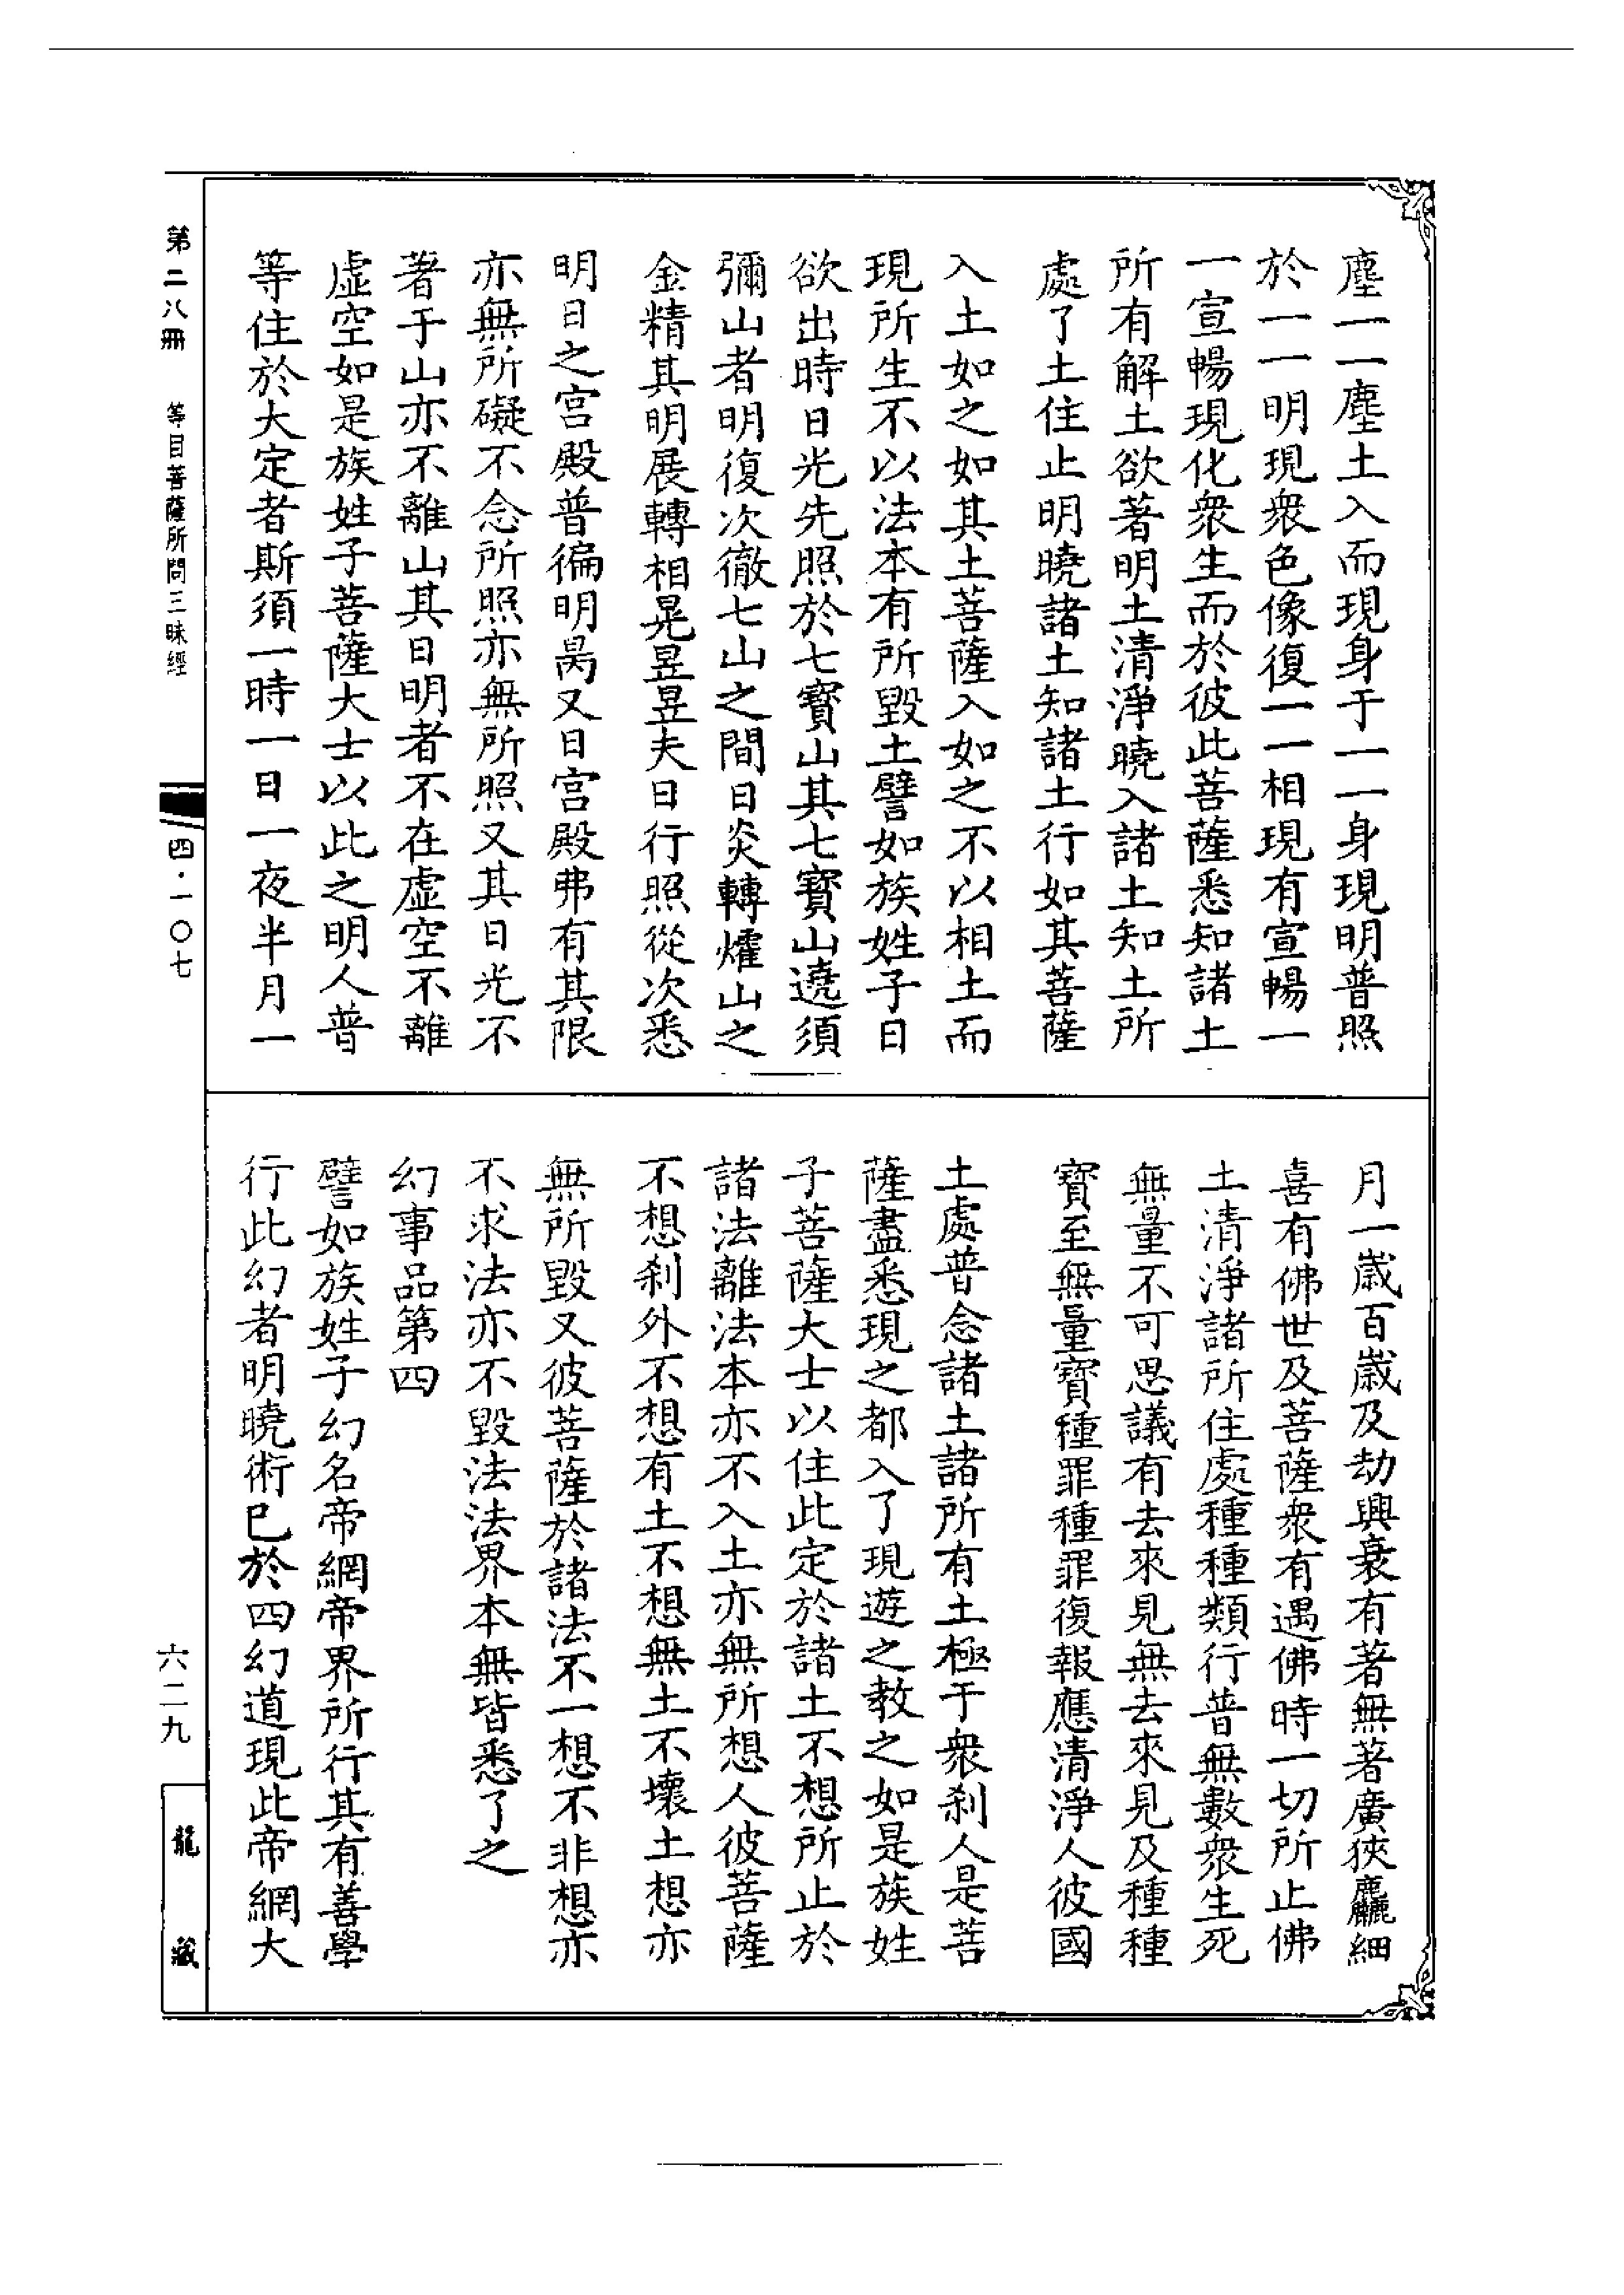 塵一一塵土入而現身于一一身現明普照
於一一明現衆色像復一一相現有宣暢一
一宣暢現化衆生而於彼此菩薩悉知諸土
所有解土欲著明土清淨曉入諸土知土所
處了土住止明曉諸土知諸土行如其菩薩
入土如之如其土菩薩入如之不以相土而
現所生不以法本有所毀土譬如族姓子日
欲出時日光先照於七寶山其七寶山遶須
彌山者明復次徹七山之間日炎轉燿山之
金精其明展轉相晃昱昱夫日行照從次悉
明日之宮殿普徧明昺又日宮殿弗有其限
亦無所礙不念所照亦無所照又其日光不
著于山亦不離山其日明者不在虛空不離
虛空如是族姓子菩薩大士以此之明人普
等住於大定者斯須一時一日一夜半月一
月一歲百歲及劫興衰有著無著廣狹麤細
喜有佛世及菩薩衆有遇佛時一切所止佛
土清淨諸所住處種種類行普無數衆生死
無量不可思議有去來見無去來見及種種
寶至無量寶種罪種罪復報應清淨人彼國
土處普念諸土諸所有土極于衆刹人是菩
薩盡悉現之都入了現遊之教之如是族姓
子菩薩大士以住此定於諸土不想所止於
諸法離法本亦不入土亦無所想人彼菩薩
不想刹外不想有土不想無土不壞土想亦
無所毀又彼菩薩於諸法不一想不非想亦
不求法亦不毀法法界本無皆悉了之
幻事品第四
譬如族姓子幻名帝網帝界所行其有善學
行此幻者明曉術已於四幻道現此帝網大
第二八冊　等目菩薩所問三昧經
四·一〇七
六二九
龍藏